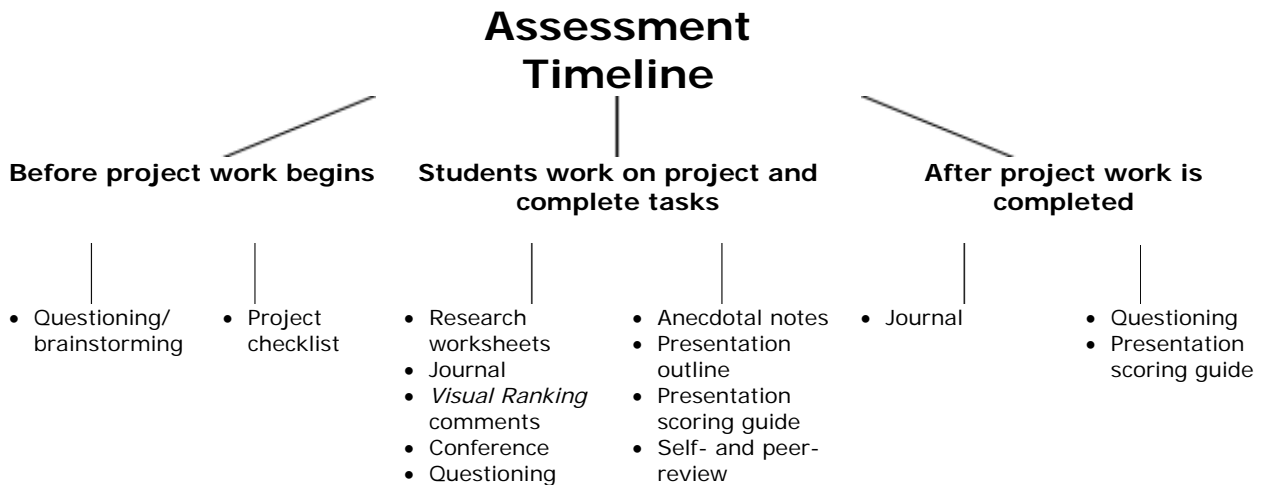 Assessment
Timeline
Before project work begins
Students work on project and
complete tasks
After project work is
completed
• Questioning/
brainstorming
• Project
checklist
• Research
worksheets
• Journal
• Visual Ranking
comments
• Conference
• Questioning
• Anecdotal notes
• Presentation
outline
• Presentation
scoring guide
• Self- and peer-
review
• Journal
• Questioning
• Presentation
scoring guide